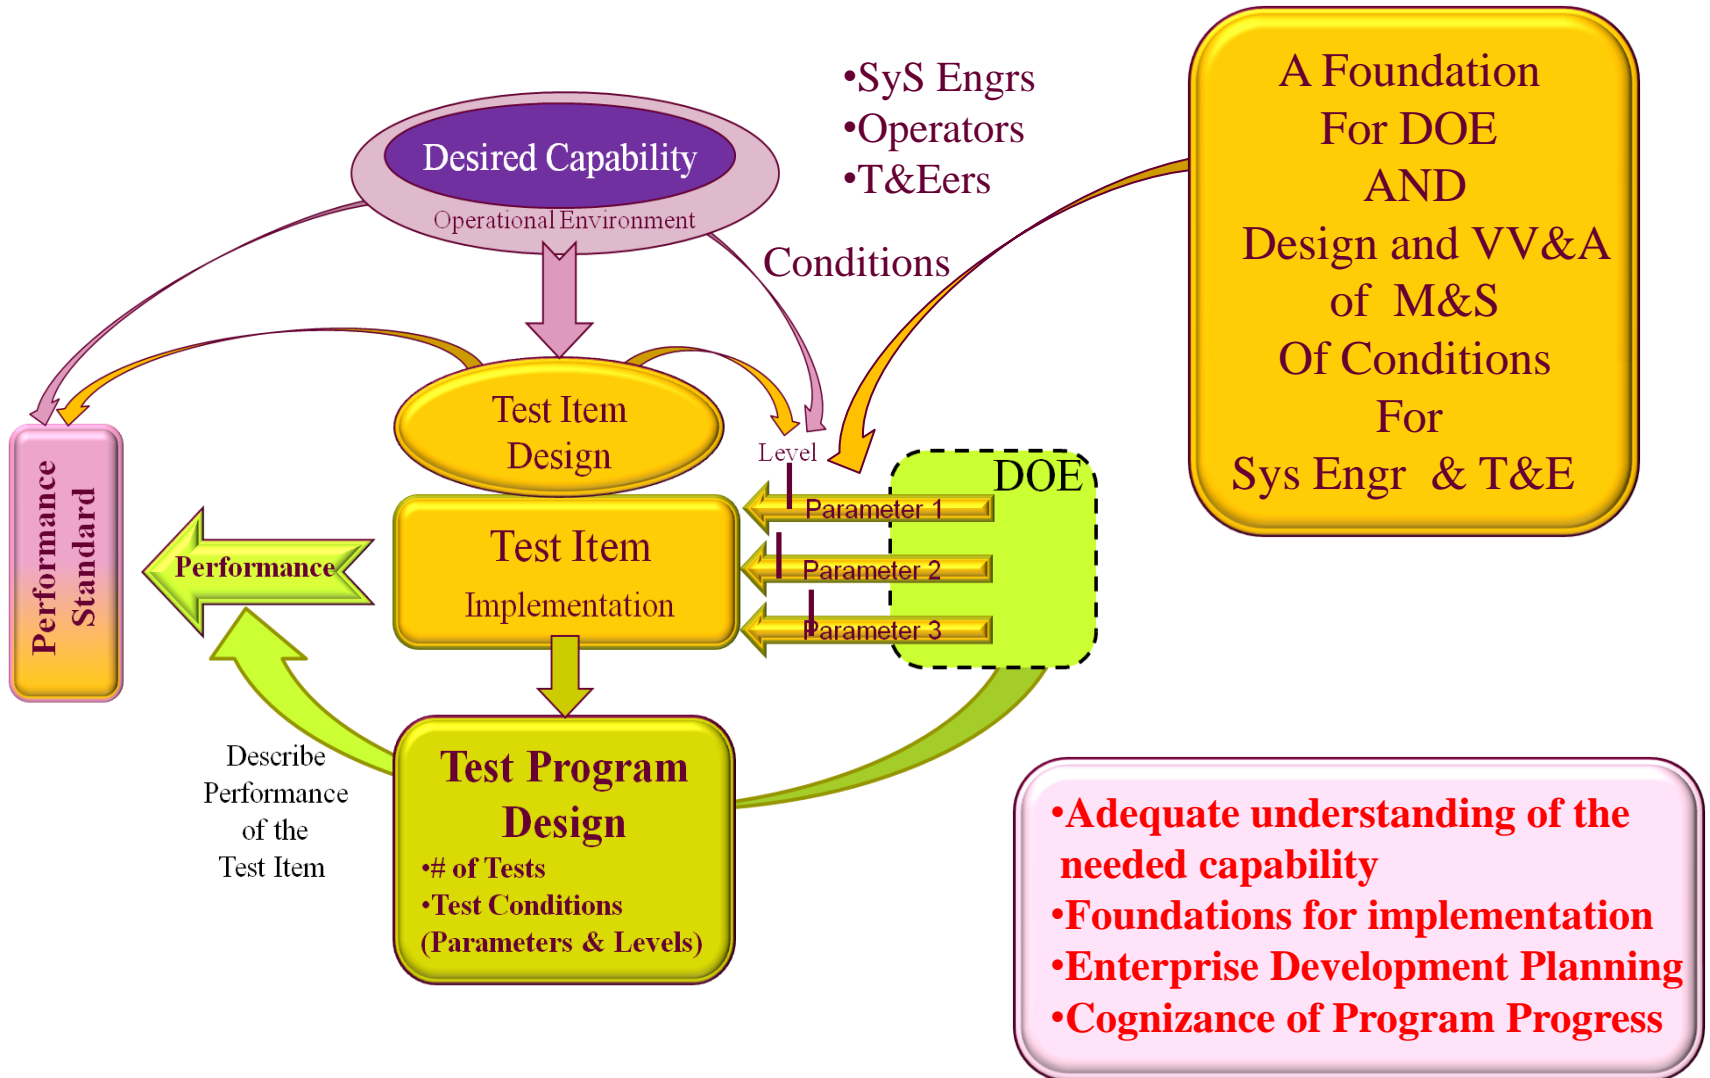 •SyS Engrs
•Operators
•T&Eers
A Foundation
For DOE
AND
Design and VV&A
of M&S
Of Conditions
For
Sys Engr & T&E
Desired Capability
Operational Environment
Conditions
Test Item
Design
Level
DOE
Parameter 1
Parameter 2
Parameter 3
Test Item
Implementation
Performance
Performance
Standard
Describe
Performance
of the
Test Item
Test Program
Design
•# of Tests
•Test Conditions
(Parameters & Levels)
•Adequate understanding of the
needed capability
•Foundations for implementation
•Enterprise Development Planning
•Cognizance of Program Progress